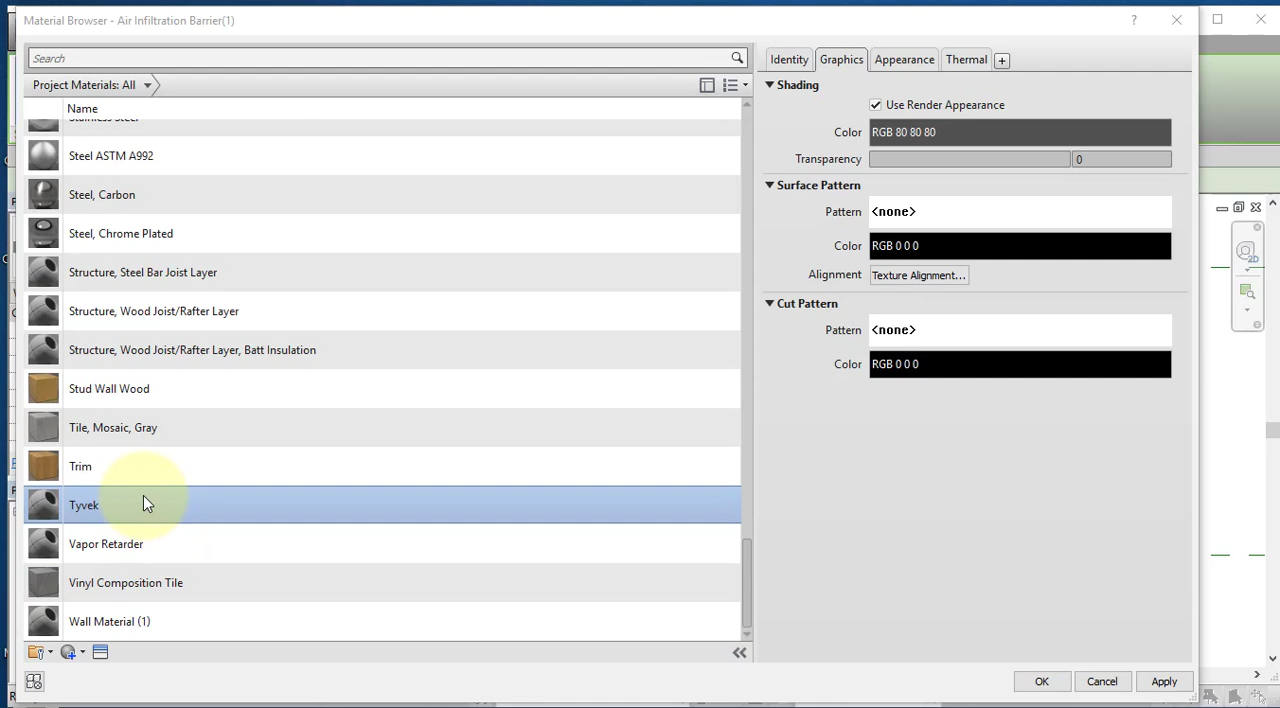 Material Browser - Air Infiltration Barrier(1)
?
Search
Project Materials: All
Name
Stainless Steel
Steel ASTM A992
Steel, Carbon
Steel, Chrome Plated
Structure, Steel Bar Joist Layer
Structure, Wood Joist/Rafter Layer
Structure, Wood Joist/Rafter Layer, Batt Insulation
Stud Wall Wood
Tile, Mosaic, Gray
Trim
Tyvek
Vapor Retarder
Vinyl Composition Tile
Wall Material (1)
Identity Graphics Appearance Thermal +
Shading
Use Render Appearance
Color RGB 80 80 80
Transparency 0
Surface Pattern
Pattern <none>
Color RGB 0 0 0
Alignment Texture Alignment...
Cut Pattern
Pattern <none>
Color RGB 0 0 0
OK Cancel Apply
2D